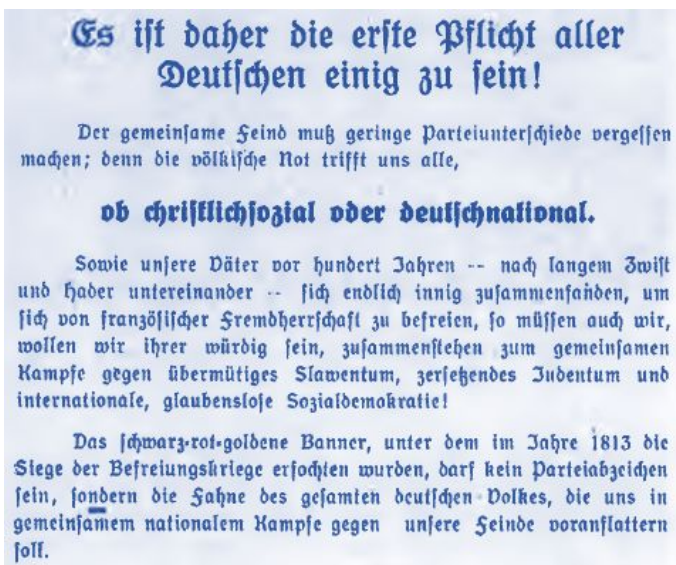 Es ist daher die erste Pflicht aller
Deutschen einig zu sein!
Der gemeinsame Feind muß geringe Parteiunterschiede vergessen
machen; denn die völkische Not trifft uns alle,
ob christlichsozial oder deutschnational.
Sowie unsere Väter vor hundert Jahren -- nach langem Zwist
und Hader untereinander -- sich endlich innig zusammenfanden, um
sich von französischer Fremdherrschaft zu befreien, so müssen auch wir,
wollen wir ihrer würdig sein, zusammenstehen zum gemeinsamen
Kampfe gegen übermütiges Slawentum, zersetzendes Judentum und
internationale, glaubenslose Sozialdemokratie!
Das schwarz-rot-goldene Banner, unter dem im Jahre 1813 die
Siege der Befreiungskriege erfochten wurden, darf kein Parteiabzeichen
sein, sondern die Fahne des gesamten deutschen Volkes, die uns in
gemeinsamem nationalem Kampfe gegen unsere Feinde voranflattern
soll.